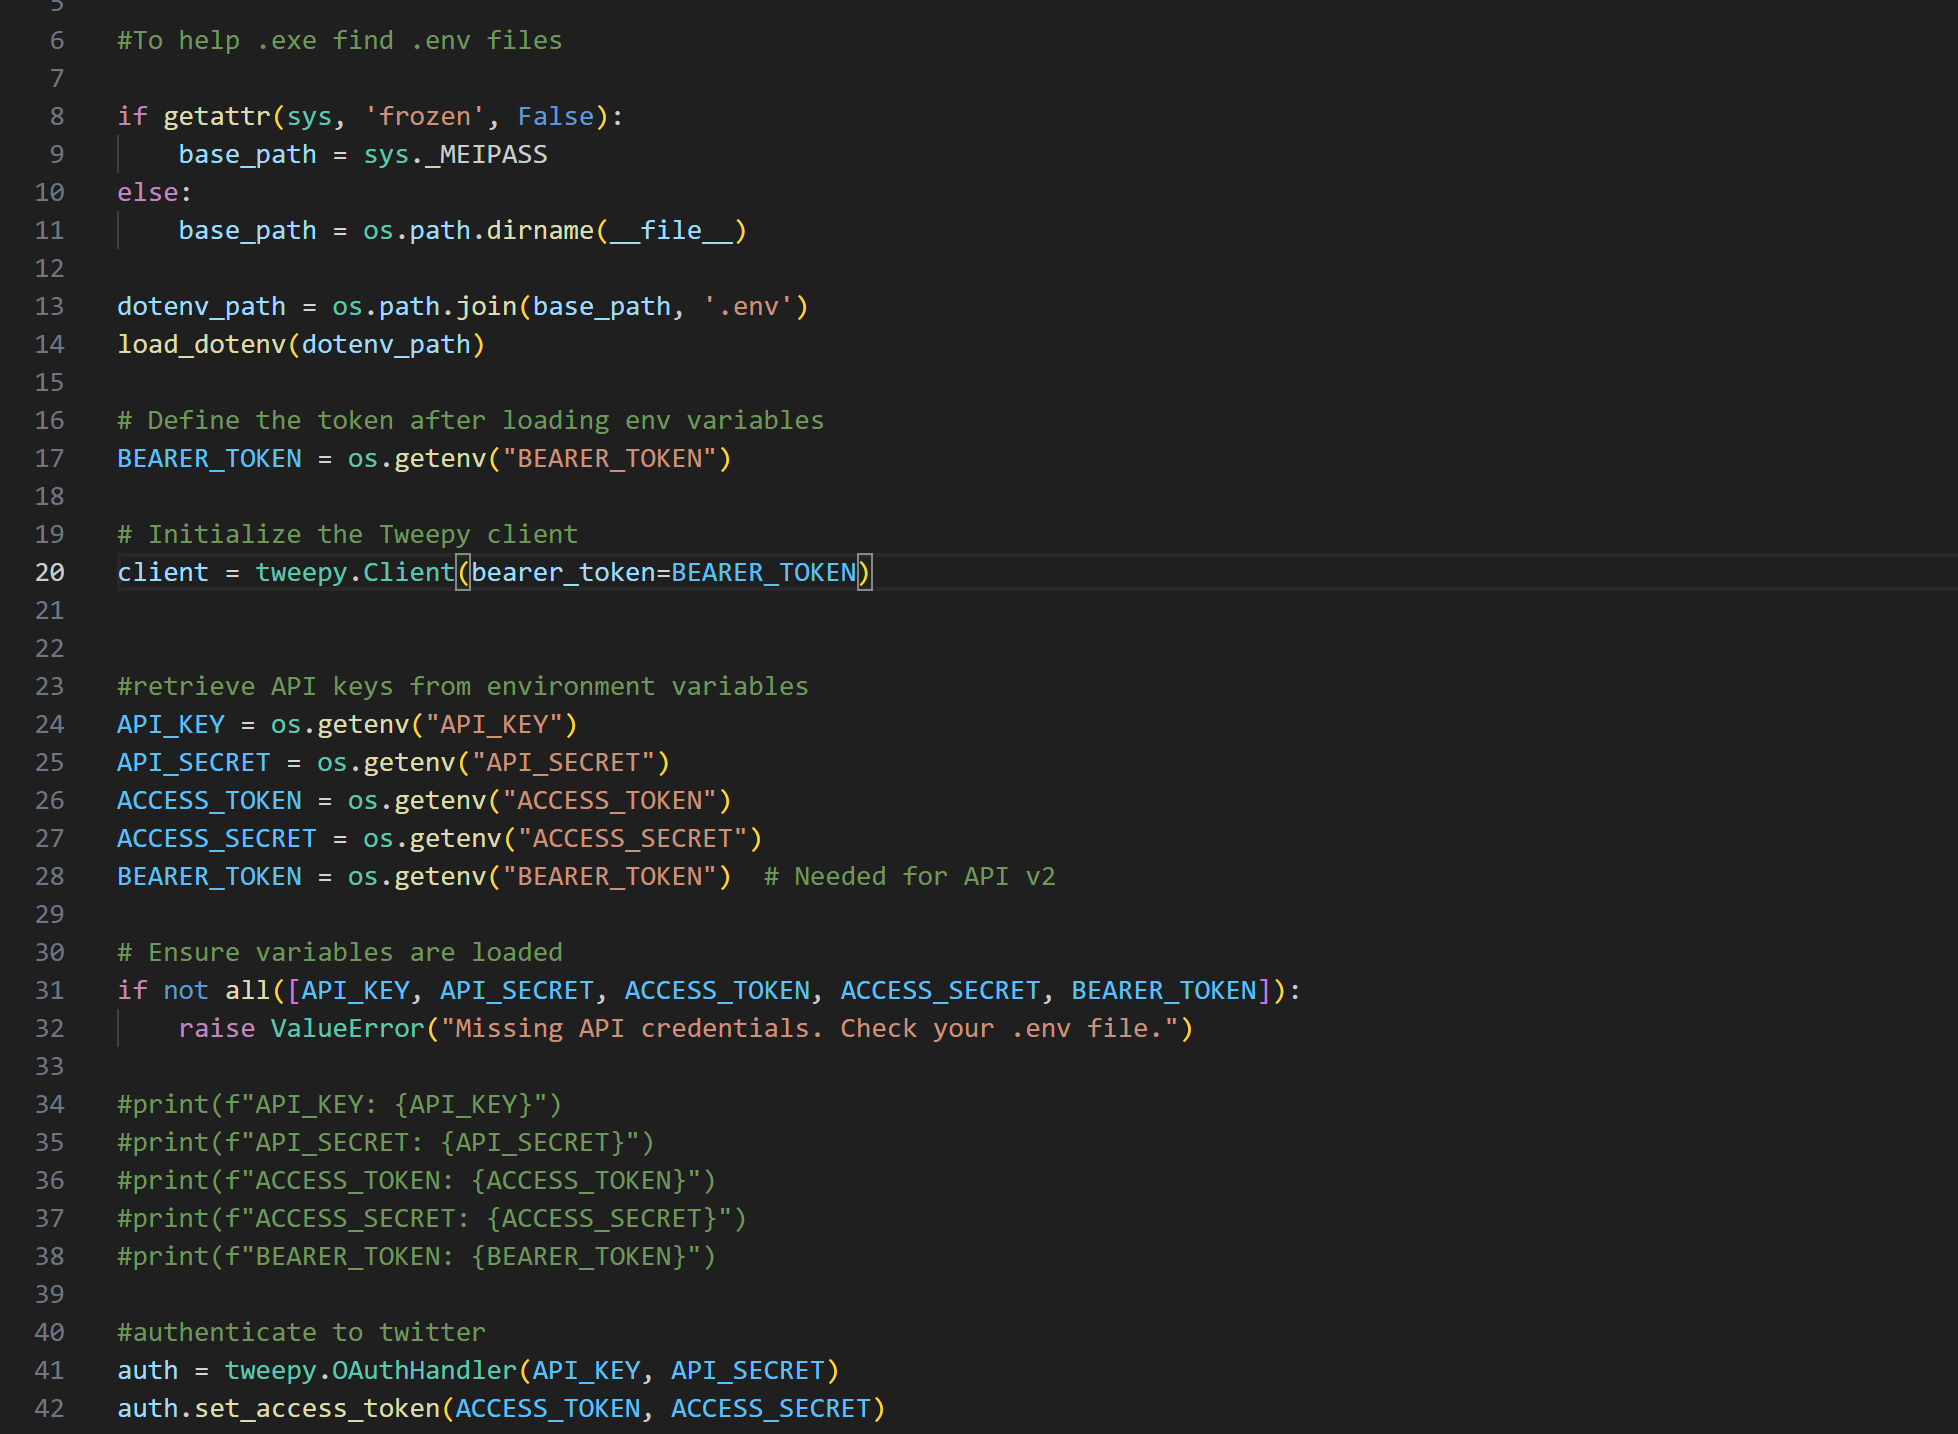 5
6 #To help .exe find .env files
7
8 if getattr(sys, 'frozen', False):
9     base_path = sys._MEIPASS
10 else:
11     base_path = os.path.dirname(__file__)
12
13 dotenv_path = os.path.join(base_path, '.env')
14 load_dotenv(dotenv_path)
15
16 # Define the token after loading env variables
17 BEARER_TOKEN = os.getenv("BEARER_TOKEN")
18
19 # Initialize the Tweepy client
20 client = tweepy.Client(bearer_token=BEARER_TOKEN)
21
22
23 #retrieve API keys from environment variables
24 API_KEY = os.getenv("API_KEY")
25 API_SECRET = os.getenv("API_SECRET")
26 ACCESS_TOKEN = os.getenv("ACCESS_TOKEN")
27 ACCESS_SECRET = os.getenv("ACCESS_SECRET")
28 BEARER_TOKEN = os.getenv("BEARER_TOKEN")  # Needed for API v2
29
30 # Ensure variables are loaded
31 if not all([API_KEY, API_SECRET, ACCESS_TOKEN, ACCESS_SECRET, BEARER_TOKEN]):
32     raise ValueError("Missing API credentials. Check your .env file.")
33
34 #print(f"API_KEY: {API_KEY}")
35 #print(f"API_SECRET: {API_SECRET}")
36 #print(f"ACCESS_TOKEN: {ACCESS_TOKEN}")
37 #print(f"ACCESS_SECRET: {ACCESS_SECRET}")
38 #print(f"BEARER_TOKEN: {BEARER_TOKEN}")
39
40 #authenticate to twitter
41 auth = tweepy.OAuthHandler(API_KEY, API_SECRET)
42 auth.set_access_token(ACCESS_TOKEN, ACCESS_SECRET)